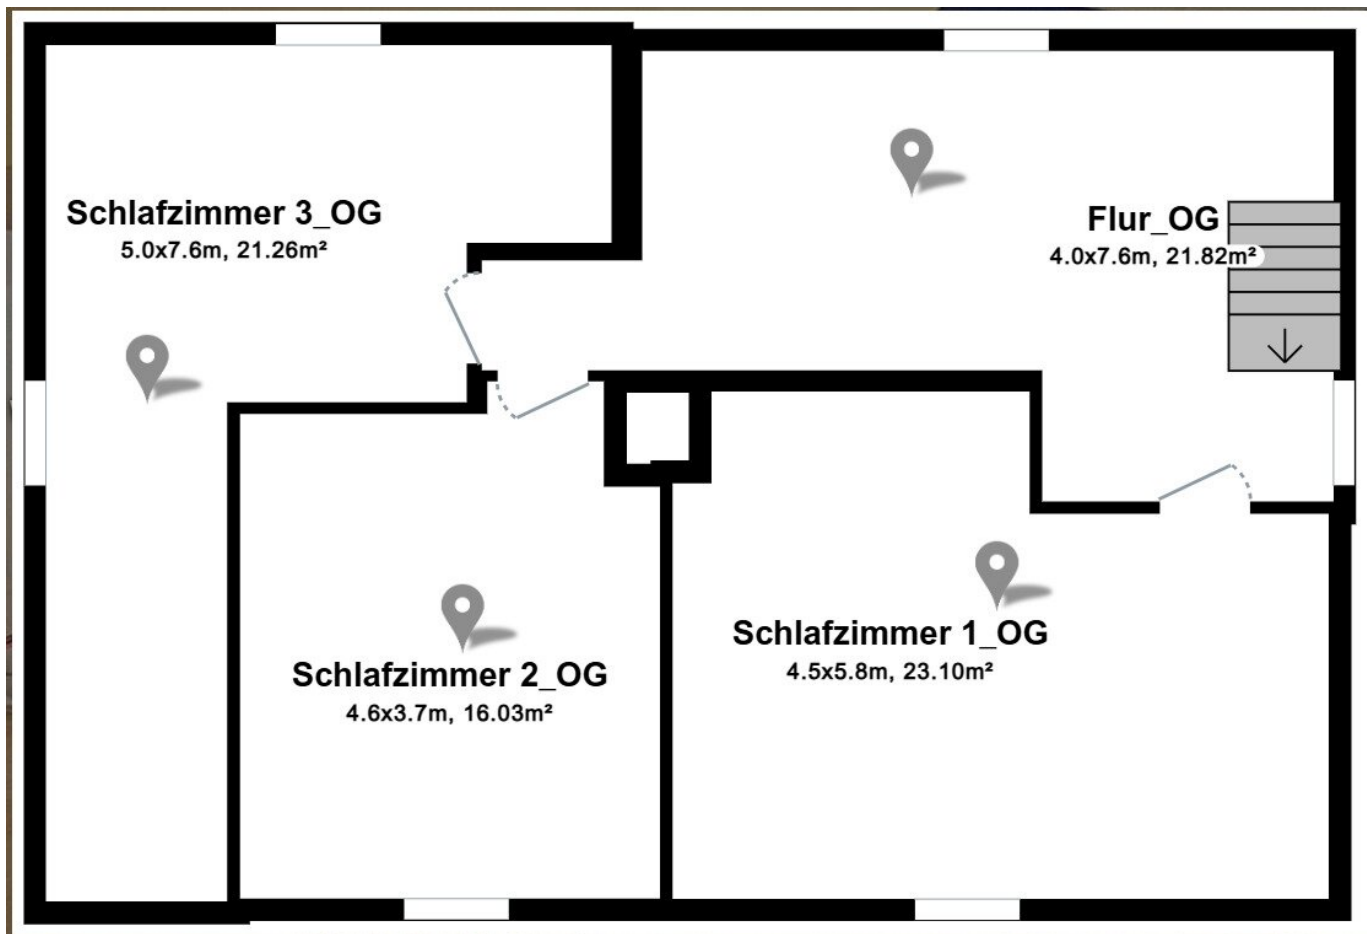 Schlafzimmer 3_OG
5.0x7.6m, 21.26m²
Flur_OG
4.0x7.6m, 21.82m²
Schlafzimmer 1_OG
4.5x5.8m, 23.10m²
Schlafzimmer 2_OG
4.6x3.7m, 16.03m²